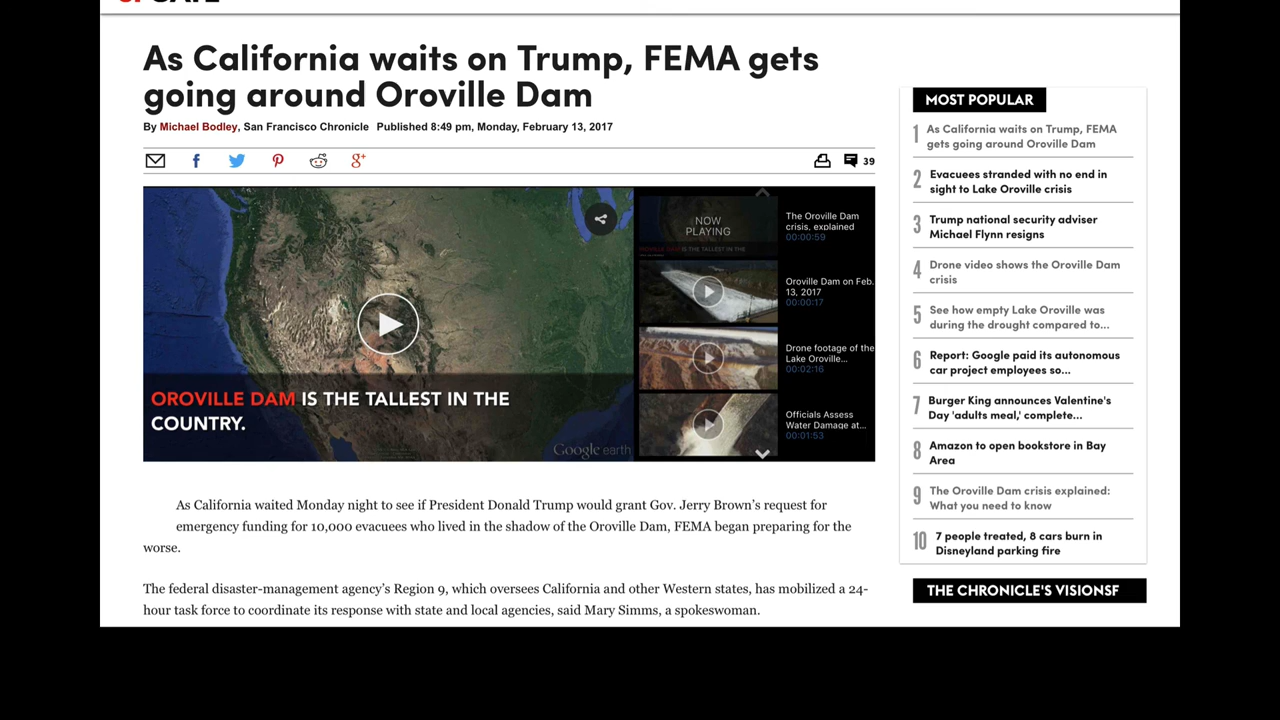 As California waits on Trump, FEMA gets
going around Oroville Dam
By Michael Bodley, San Francisco Chronicle Published 8:49 pm, Monday, February 13, 2017
39
OROVILLE DAM IS THE TALLEST IN THE
COUNTRY.
Google earth
NOW
PLAYING
The Oroville Dam
crisis, explained
00:00:59
Oroville Dam on Feb.
13, 2017
00:00:17
Drone footage of the
Lake Oroville...
00:02:16
Officials Assess
Water Damage at...
00:01:53
As California waited Monday night to see if President Donald Trump would grant Gov. Jerry Brown’s request for
emergency funding for 10,000 evacuees who lived in the shadow of the Oroville Dam, FEMA began preparing for the
worse.
The federal disaster-management agency’s Region 9, which oversees California and other Western states, has mobilized a 24-
hour task force to coordinate its response with state and local agencies, said Mary Simms, a spokeswoman.
MOST POPULAR
1 As California waits on Trump, FEMA
gets going around Oroville Dam
2 Evacuees stranded with no end in
sight to Lake Oroville crisis
3 Trump national security adviser
Michael Flynn resigns
4 Drone video shows the Oroville Dam
crisis
5 See how empty Lake Oroville was
during the drought compared to...
6 Report: Google paid its autonomous
car project employees so...
7 Burger King announces Valentine's
Day 'adults meal,' complete...
8 Amazon to open bookstore in Bay
Area
9 The Oroville Dam crisis explained:
What you need to know
10 7 people treated, 8 cars burn in
Disneyland parking fire
THE CHRONICLE'S VISIONSF